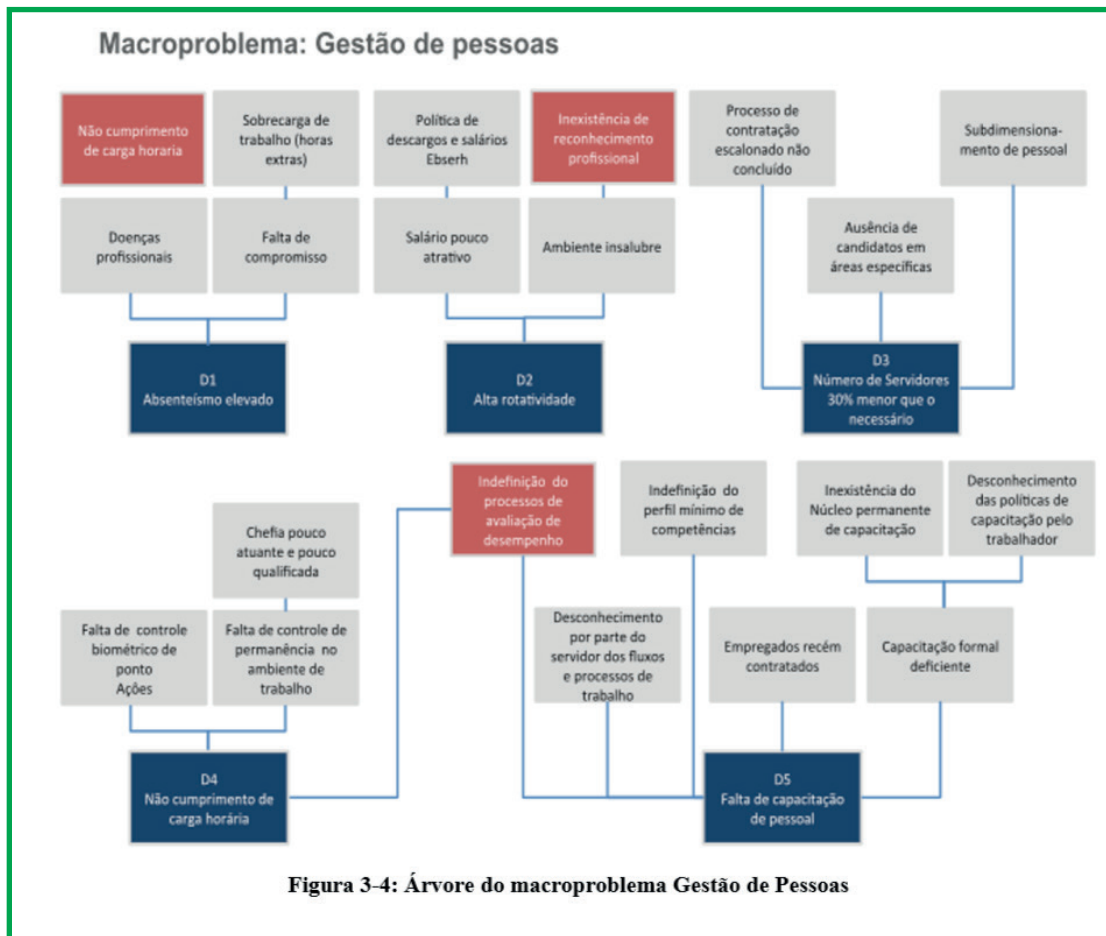 Macroproblema: Gestão de pessoas
Não cumprimento
de carga horaria
Sobrecarga de
trabalho (horas
extras)
Política de
descargos e salários
Ebserh
Inexistência de
reconhecimento
profissional
Processo de
contratação
escalonado não
concluído
Subdimensiona-
mento de pessoal
Doenças
profissionais
Falta de
compromisso
Salário pouco
atrativo
Ambiente insalubre
Ausência de
candidatos em
áreas específicas
D1
Absenteísmo elevado
D2
Alta rotatividade
D3
Número de Servidores
30% menor que o
necessário
Indefinição do
processos de
avaliação de
desempenho
Indefinição do
perfil mínimo de
competências
Inexistência do
Núcleo permanente
de capacitação
Desconhecimento
das políticas de
capacitação pelo
trabalhador
Chefia pouco
atuante e pouco
qualificada
Falta de controle
biométrico de
ponto
Ações
Falta de controle de
permanência no
ambiente de
trabalho
Desconhecimento
por parte do
servidor dos fluxos
e processos de
trabalho
Empregados recém
contratados
Capacitação formal
deficiente
D4
Não cumprimento de
carga horária
D5
Falta de capacitação
de pessoal
Figura 3-4: Árvore do macroproblema Gestão de Pessoas